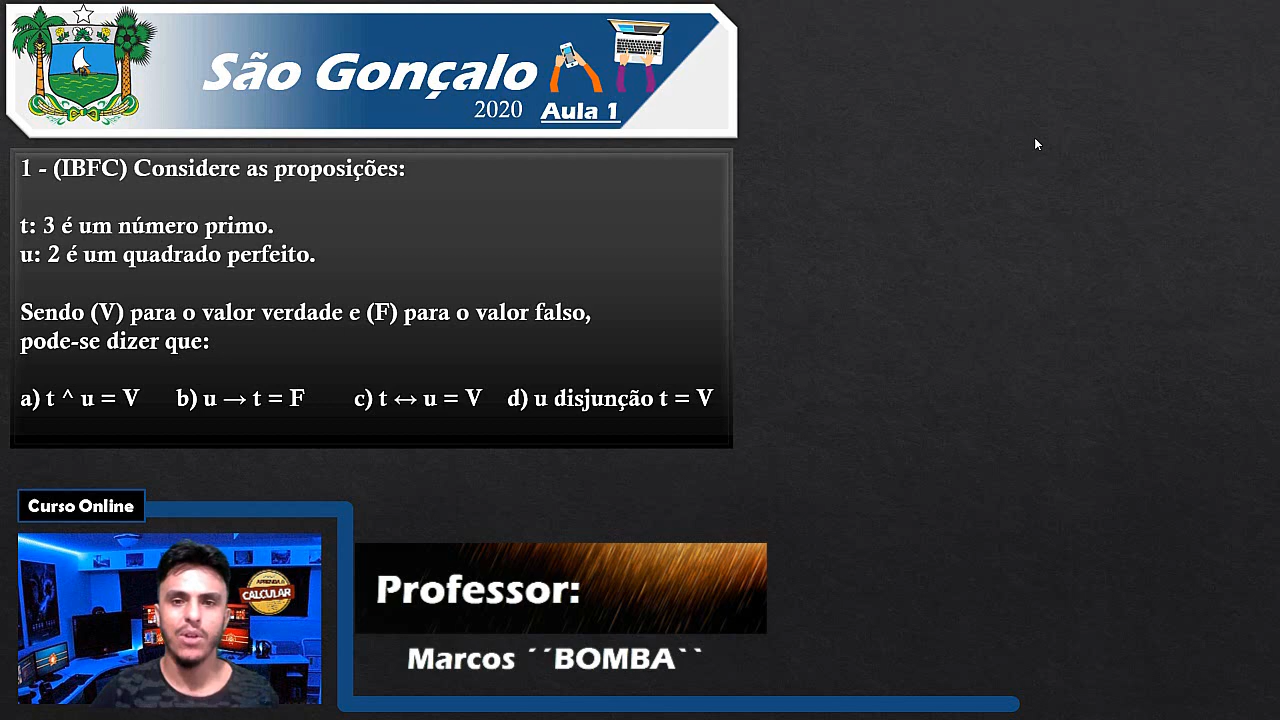 São Gonçalo
2020 Aula 1
1 - (IBFC) Considere as proposições:
t: 3 é um número primo.
u: 2 é um quadrado perfeito.
Sendo (V) para o valor verdade e (F) para o valor falso,
pode-se dizer que:
a) t ^ u = V b) u → t = F c) t ↔ u = V d) u disjunção t = V
Curso Online
APRENDA A
CALCULAR
Professor:
Marcos ´´BOMBA``